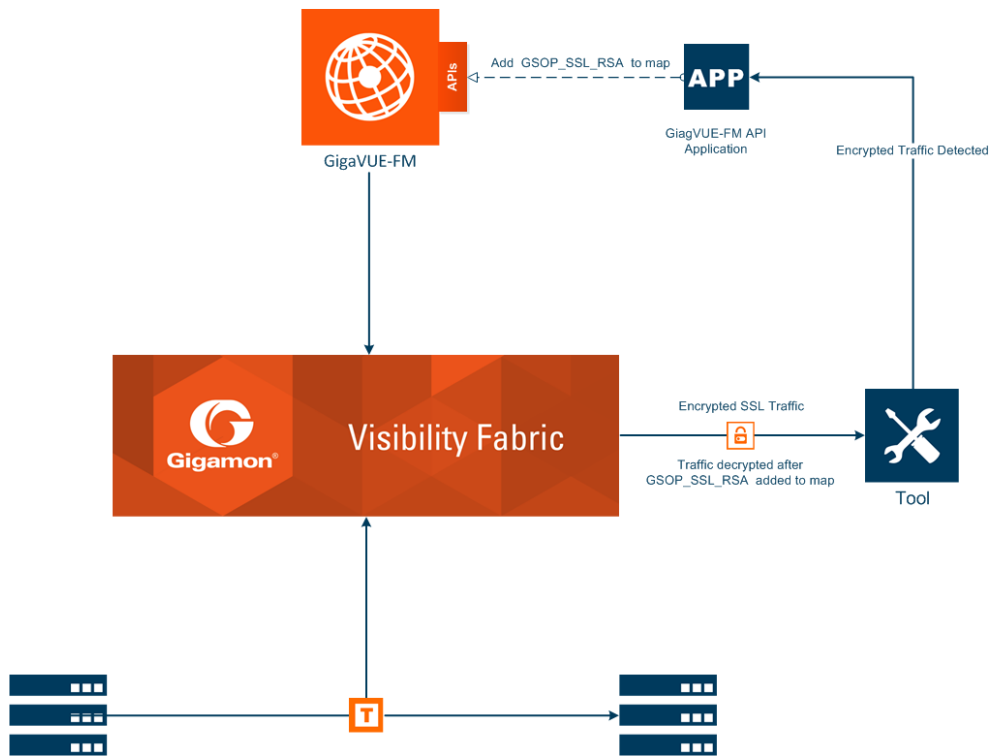 Add GSOP_SSL_RSA to map
APIs
APP
GigaVUE-FM
GiagVUE-FM API
Application
Encrypted Traffic Detected
Gigamon®
Visibility Fabric
Encrypted SSL Traffic
Traffic decrypted after
GSOP_SSL_RSA added to map
Tool
T